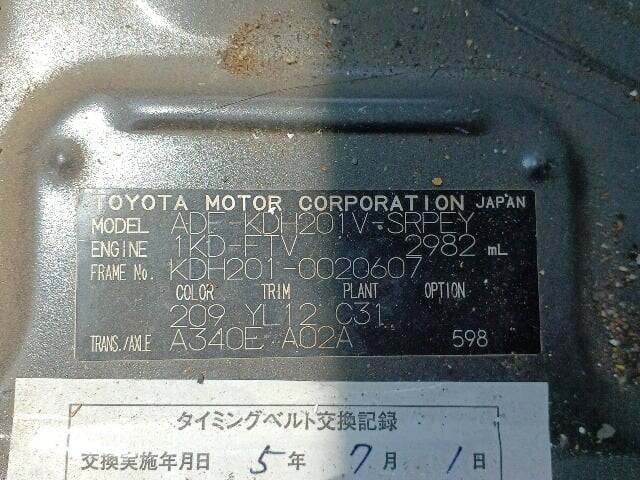 TOYOTA MOTOR CORPORATION JAPAN
MODEL ADF-KDH201V-SRPEY
ENGINE 1KD-FTV 2982 mL
FRAME No. KDH201-0020607
COLOR TRIM PLANT OPTION
209 YL12 C31
TRANS./AXLE A340E A02A 598
タイミングベルト交換記録
交換実施年月日 5年 7月 1日